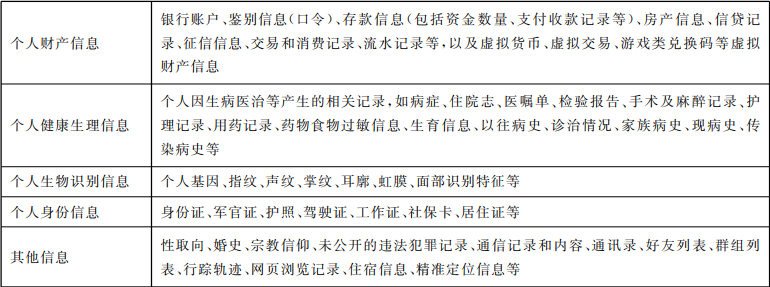 个人财产信息
银行账户、鉴别信息(口令)、存款信息(包括资金数量、支付收款记录等)、房产信息、信贷记
录、征信信息、交易和消费记录、流水记录等,以及虚拟货币、虚拟交易、游戏类兑换码等虚拟
财产信息
个人健康生理信息
个人因生病医治等产生的相关记录,如病症、住院志、医嘱单、检验报告、手术及麻醉记录、护
理记录、用药记录、药物食物过敏信息、生育信息、以往病史、诊治情况、家族病史、现病史、传
染病史等
个人生物识别信息
个人基因、指纹、声纹、掌纹、耳廓、虹膜、面部识别特征等
个人身份信息
身份证、军官证、护照、驾驶证、工作证、社保卡、居住证等
其他信息
性取向、婚史、宗教信仰、未公开的违法犯罪记录、通信记录和内容、通讯录、好友列表、群组列
表、行踪轨迹、网页浏览记录、住宿信息、精准定位信息等